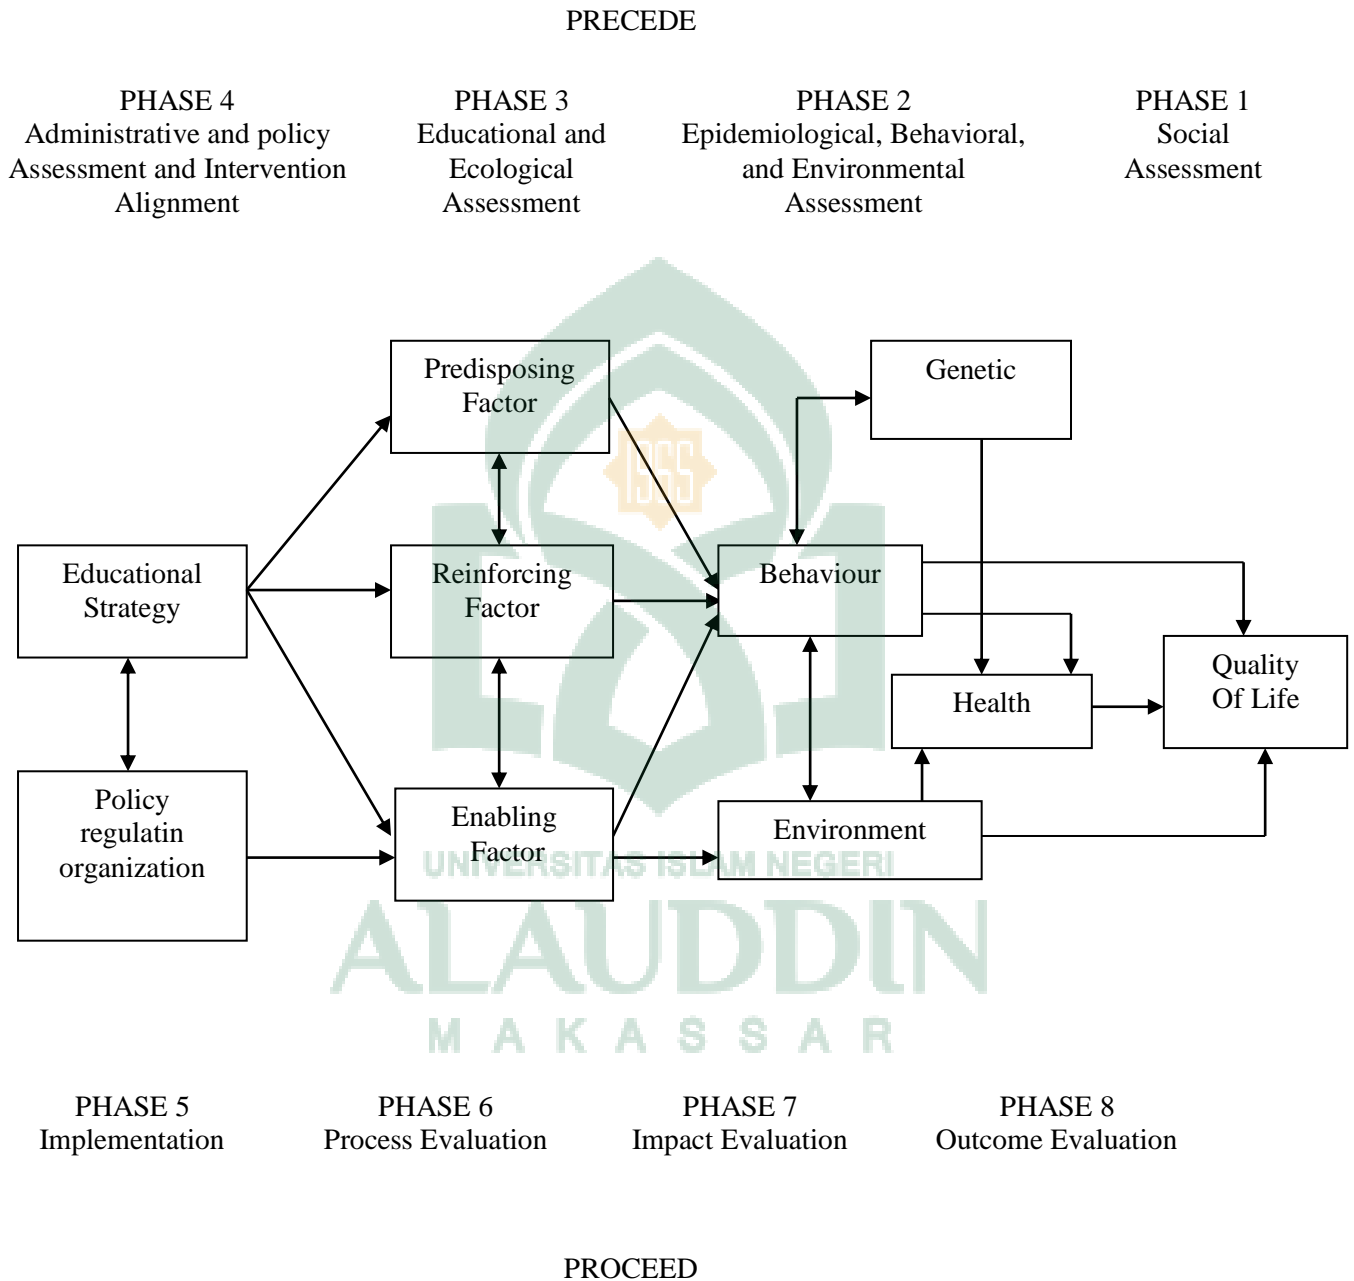 PRECEDE
PHASE 4
Administrative and policy
Assessment and Intervention
Alignment
PHASE 3
Educational and
Ecological
Assessment
PHASE 2
Epidemiological, Behavioral,
and Environmental
Assessment
PHASE 1
Social
Assessment
Predisposing
Factor
Genetic
Educational
Strategy
Reinforcing
Factor
Behaviour
Health
Quality
Of Life
Policy
regulatin
organization
Enabling
Factor
Environment
UNIVERSITAS ISLAM NEGERI
ALAUDDIN
MAKASSAR
PHASE 5
Implementation
PHASE 6
Process Evaluation
PHASE 7
Impact Evaluation
PHASE 8
Outcome Evaluation
PROCEED